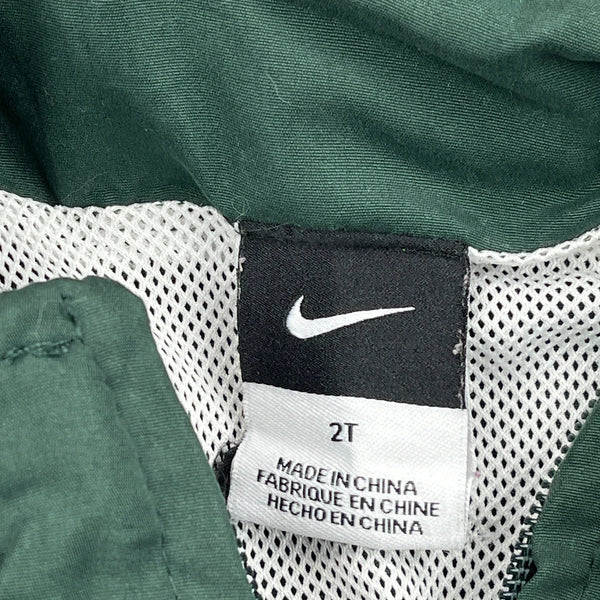 2T
MADE IN CHINA
FABRIQUE EN CHINE
HECHO EN CHINA